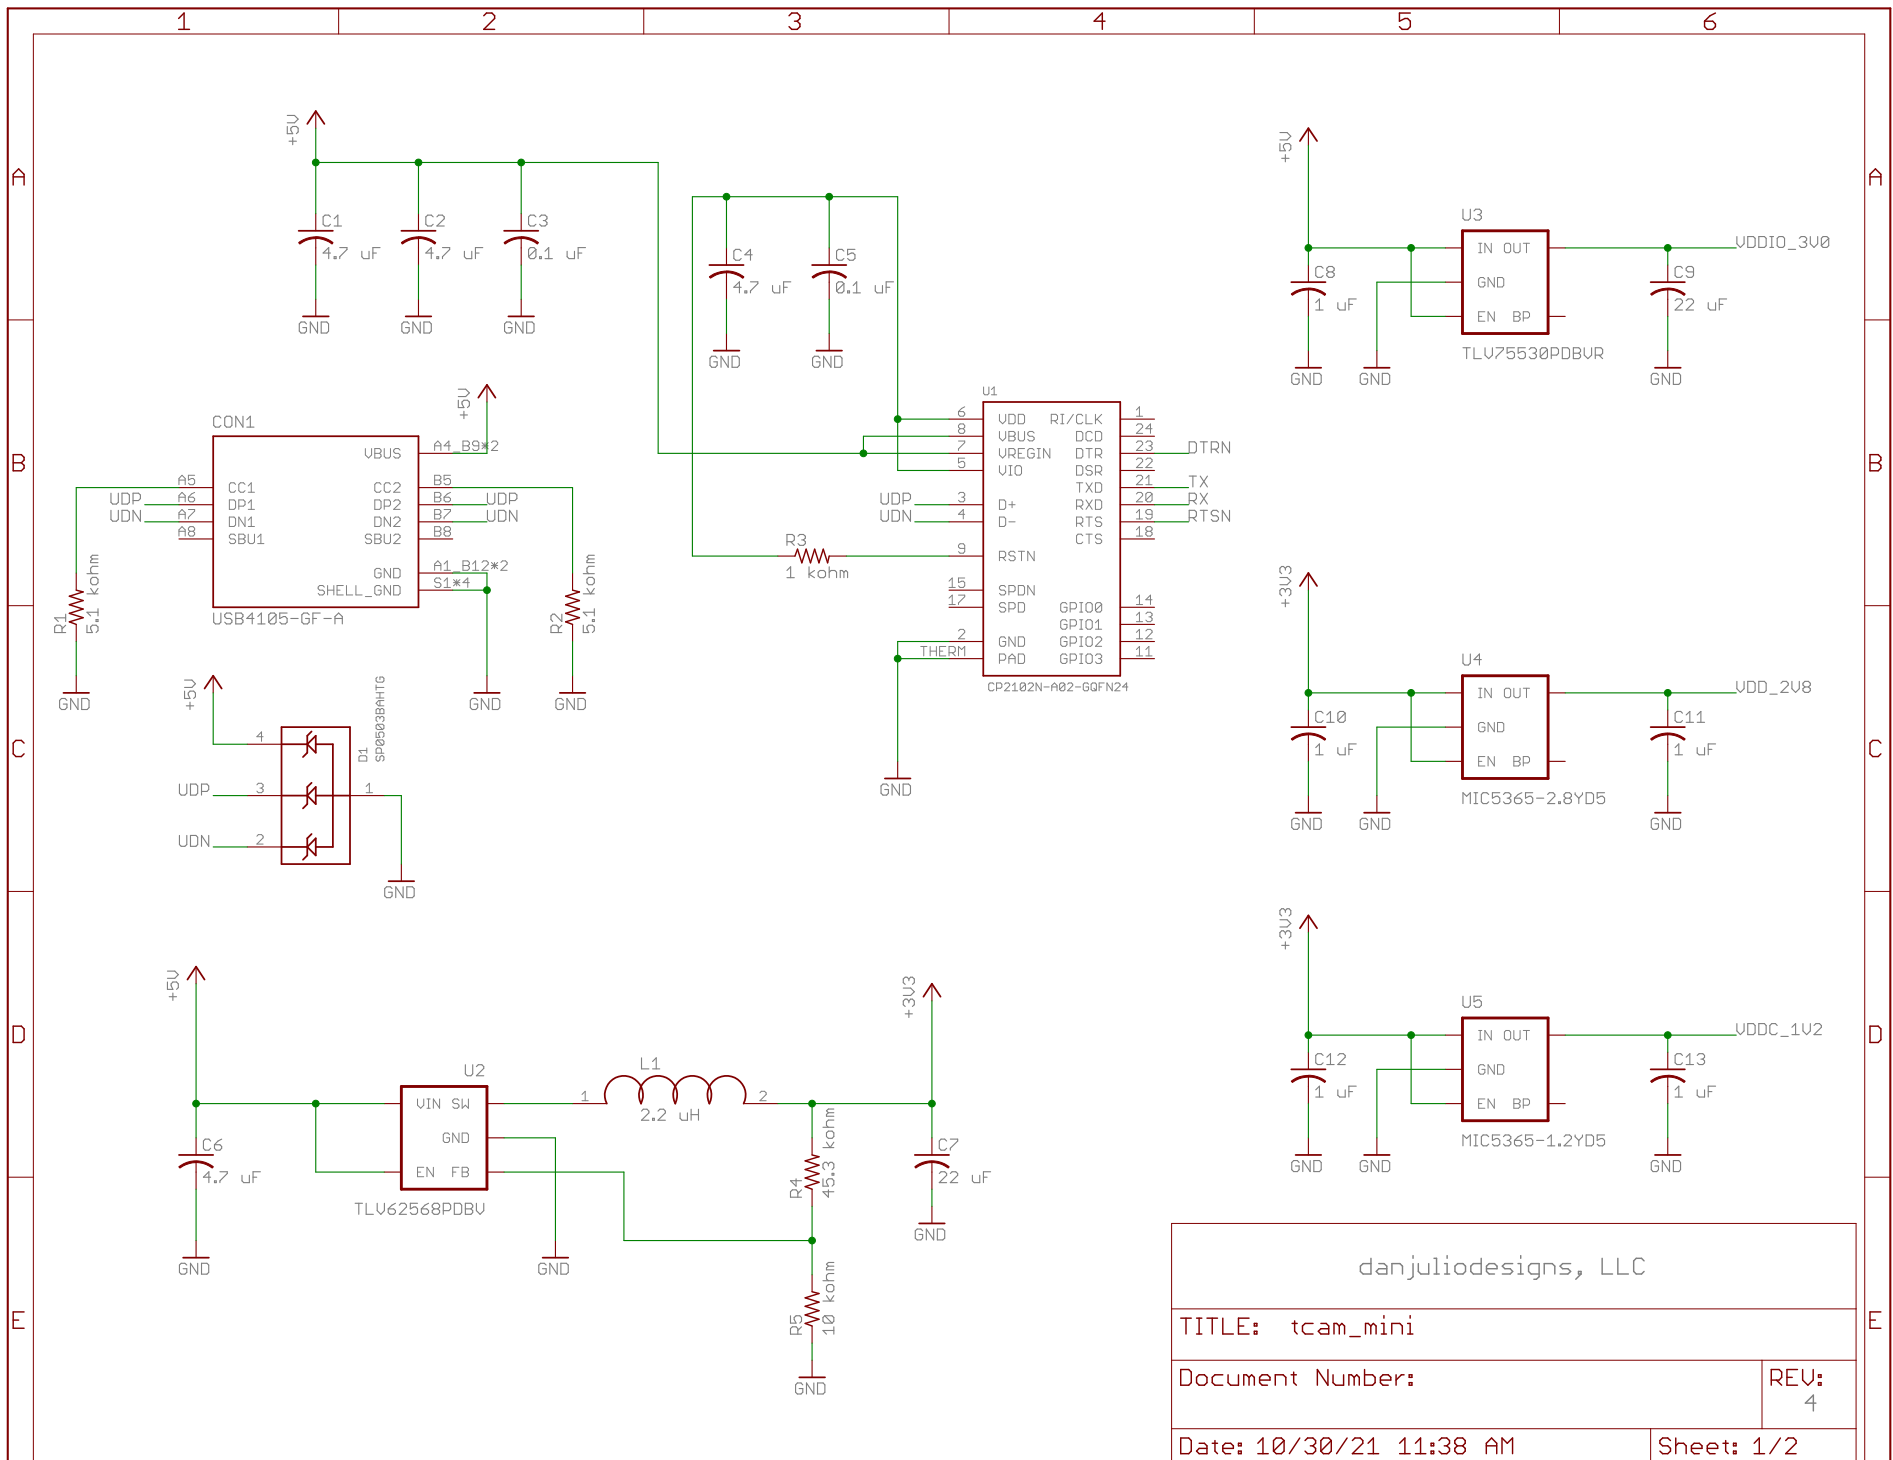 1 2 3 4 5 6
A
B
C
D
E
A
B
C
D
E
+5V
C1
4.7 uF
GND
C2
4.7 uF
GND
C3
0.1 uF
GND
C4
4.7 uF
GND
C5
0.1 uF
GND
CON1
+5V
VBUS A4_B9*2
A5 CC1 CC2 B5
UDP A6 DP1 DP2 B6 UDP
UDN A7 DN1 DN2 B7 UDN
A8 SBU1 SBU2 B8
GND A1_B12*2
SHELL_GND S1*4
USB4105-GF-A
R1
5.1 kohm
GND
GND
R2
5.1 kohm
GND
U1
6 VDD RI/CLK 1
8 VBUS DCD 24
7 VREGIN DTR 23 DTRN
5 VIO DSR 22
TXD 21 TX
UDP 3 D+ RXD 20 RX
UDN 4 D- RTS 19 RTSN
CTS 18
R3
1 kohm
9 RSTN
15 SPDN
17 SPD GPIO0 14
GPIO1 13
2 GND GPIO2 12
THERM PAD GPIO3 11
CP2102N-A02-GQFN24
GND
+5V
4
UDP 3
UDN 2
1
D1
SP0503BAHTG
GND
+5V
C6
4.7 uF
GND
U2
VIN SW
GND
EN FB
TLV62568PDBV
GND
L1
1 2
2.2 uH
R4
45.3 kohm
R5
10 kohm
GND
+3V3
C7
22 uF
GND
+5V
C8
1 uF
GND
GND
U3
IN OUT
GND
EN BP
TLV75530PDBVR
VDDIO_3V0
C9
22 uF
GND
+3V3
C10
1 uF
GND
GND
U4
IN OUT
GND
EN BP
MIC5365-2.8YD5
VDD_2V8
C11
1 uF
GND
+3V3
C12
1 uF
GND
GND
U5
IN OUT
GND
EN BP
MIC5365-1.2YD5
VDDC_1V2
C13
1 uF
GND
danjuliodesigns, LLC
TITLE: tcam_mini
Document Number:
REV:
4
Date: 10/30/21 11:38 AM
Sheet: 1/2